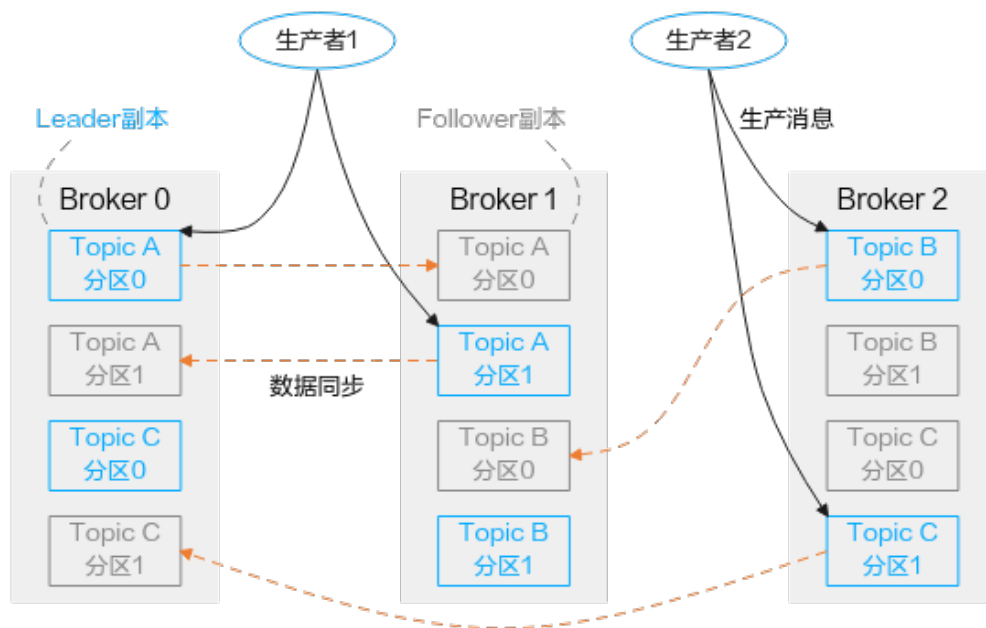 生产者1
生产者2
Leader副本
Follower副本
生产消息
Broker 0
Topic A
分区0
Topic A
分区1
Topic C
分区0
Topic C
分区1
数据同步
Broker 1
Topic A
分区0
Topic A
分区1
Topic B
分区0
Topic B
分区1
Broker 2
Topic B
分区0
Topic B
分区1
Topic C
分区0
Topic C
分区1